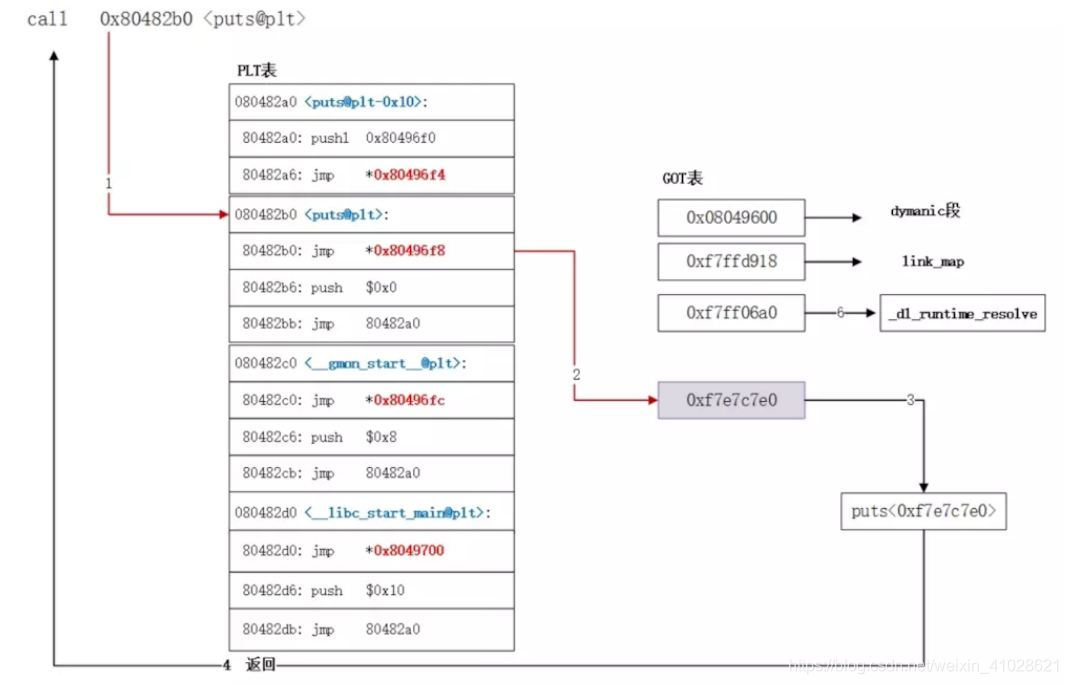 call 0x80482b0 <puts@plt>
PLT表
080482a0 <puts@plt-0x10>:
80482a0: pushl 0x80496f0
80482a6: jmp *0x80496f4
1
080482b0 <puts@plt>:
80482b0: jmp *0x80496f8
80482b6: push $0x0
80482bb: jmp 80482a0
080482c0 <__gmon_start__@plt>:
80482c0: jmp *0x80496fc
80482c6: push $0x8
80482cb: jmp 80482a0
080482d0 <__libc_start_main@plt>:
80482d0: jmp *0x8049700
80482d6: push $0x10
80482db: jmp 80482a0
2
GOT表
0x08049600
dymanic段
0xf7ffd918
link_map
0xf7ff06a0
6
_dl_runtime_resolve
0xf7e7c7e0
3
puts<0xf7e7c7e0>
4 返回
https://blog.csdn.net/weixin_41028621